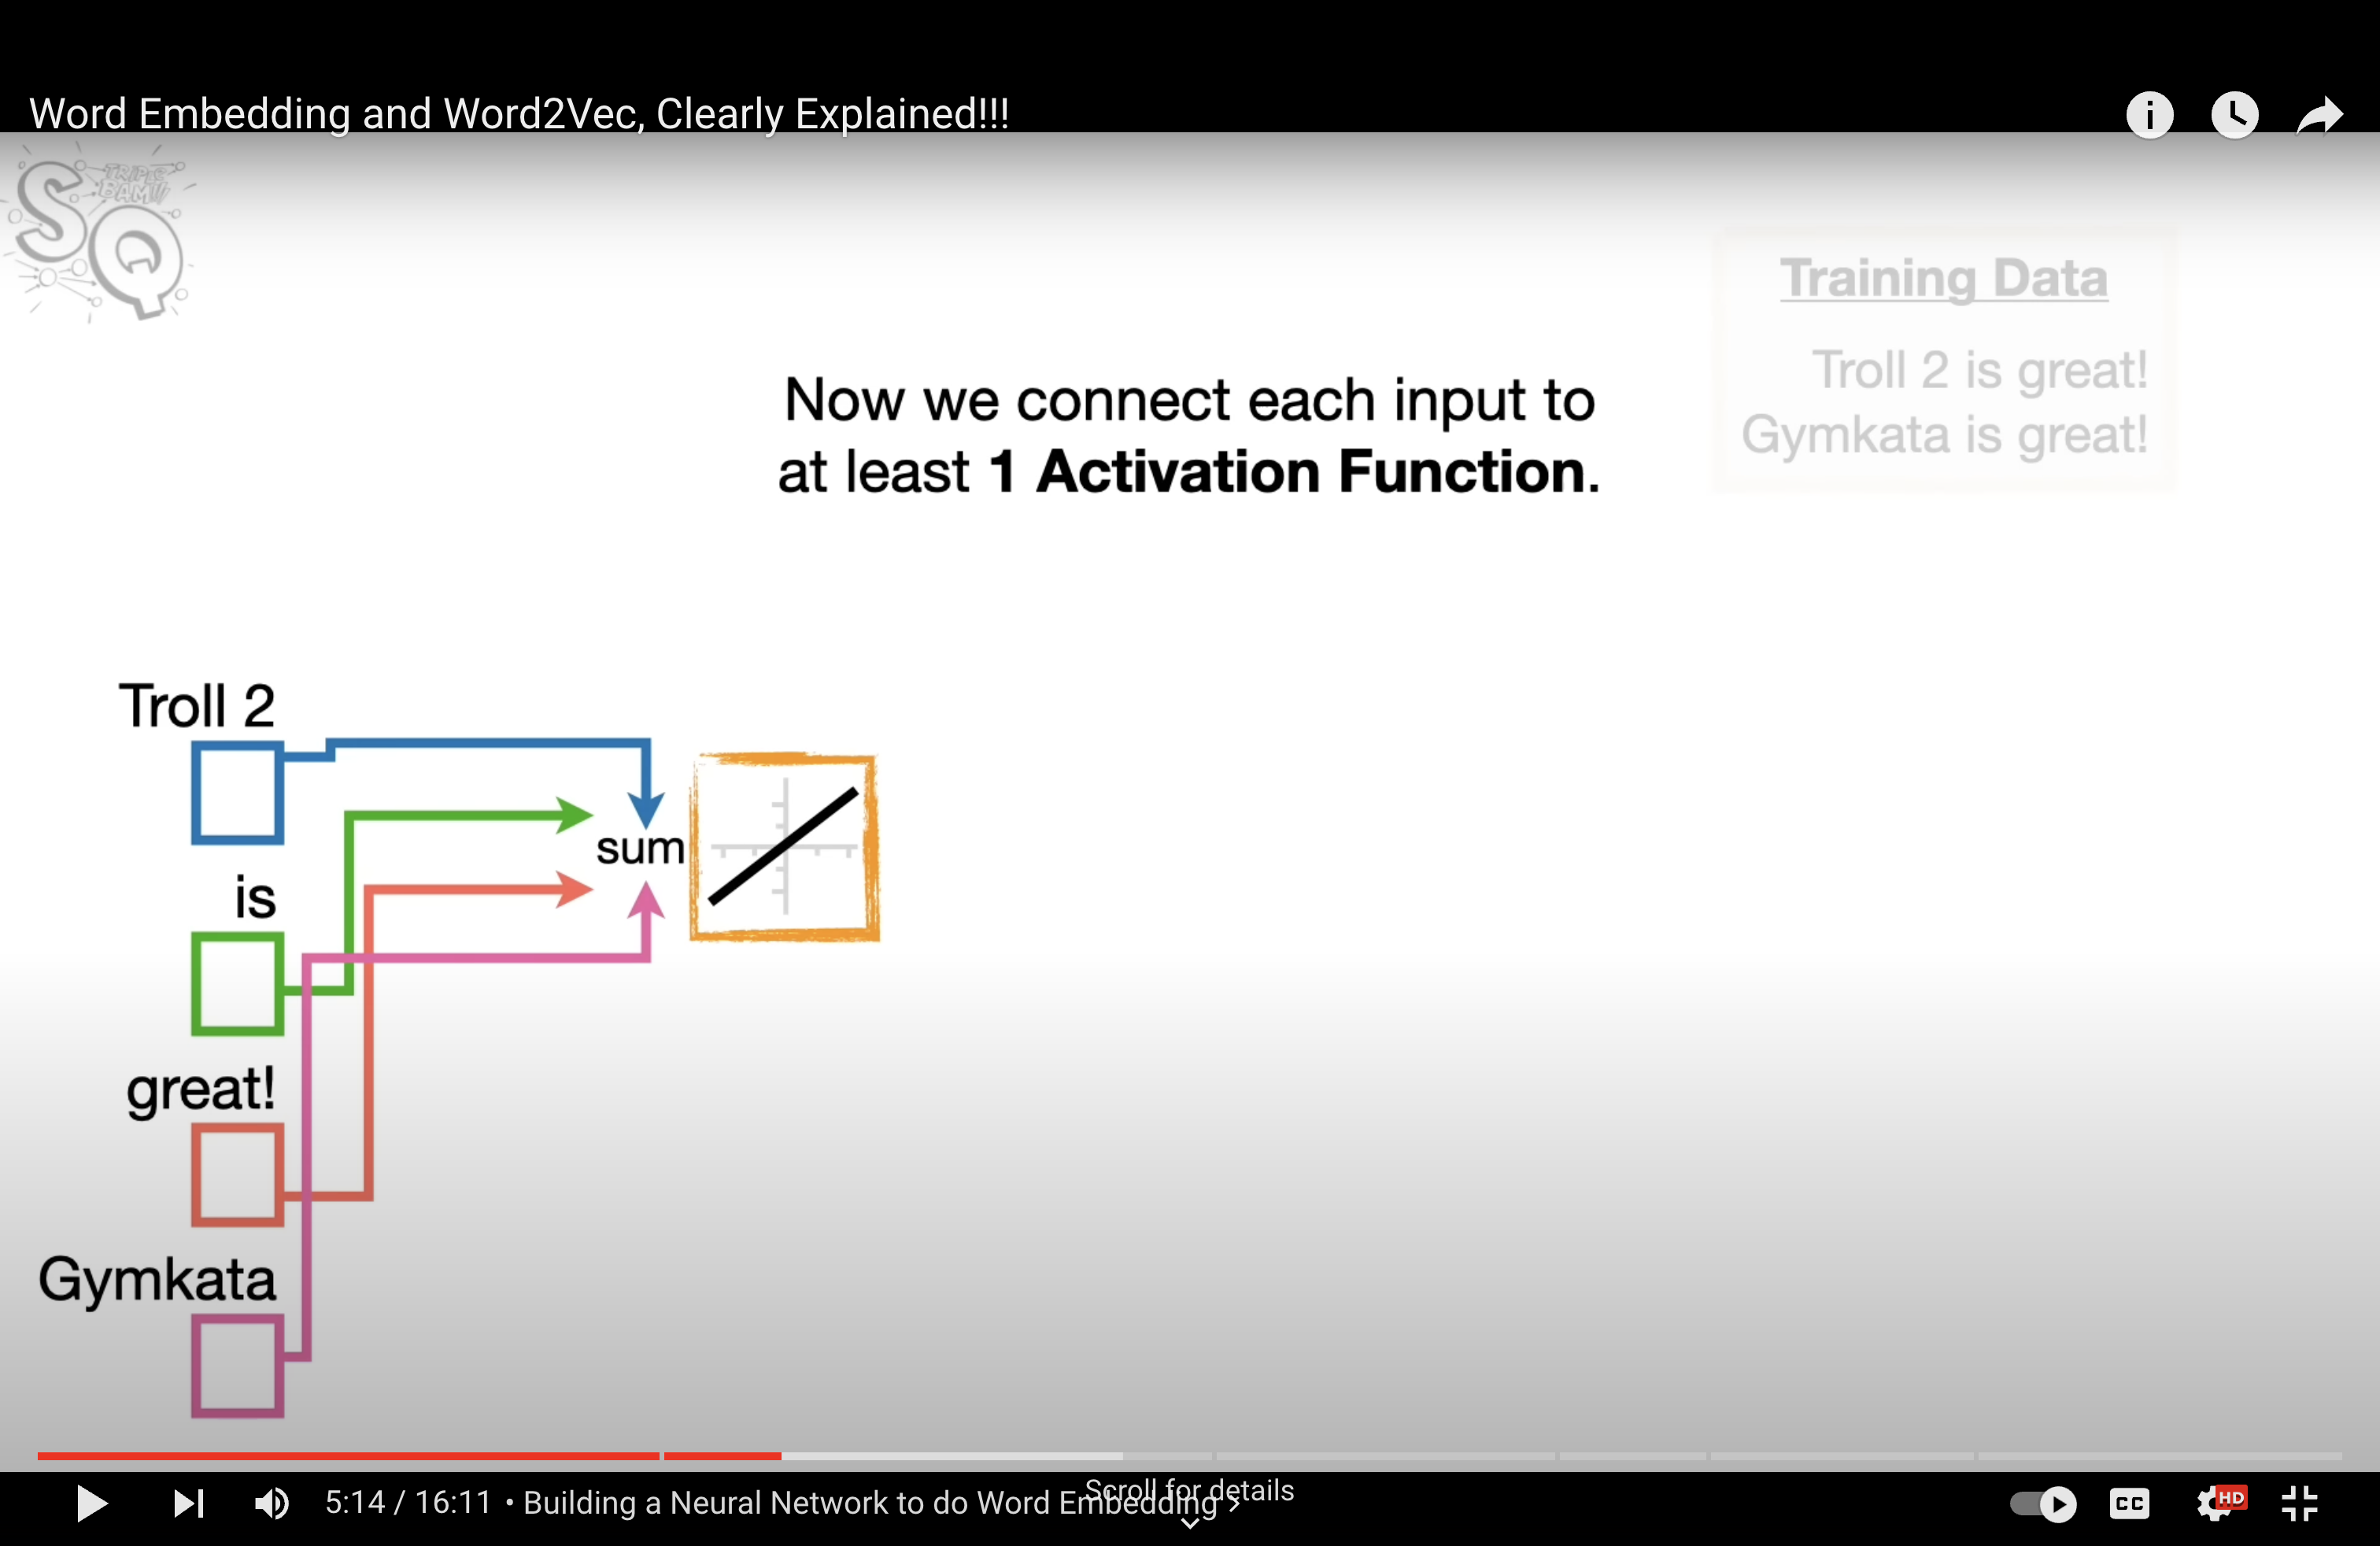 Word Embedding and Word2Vec, Clearly Explained!!!
SQ
TRIPLE
BAM!!!
Training Data
Troll 2 is great!
Gymkata is great!
Now we connect each input to
at least 1 Activation Function.
Troll 2
is
great!
Gymkata
sum
5:14 / 16:11 • Building a Neural Network to do Word Embedding ›
Scroll for details
CC
HD